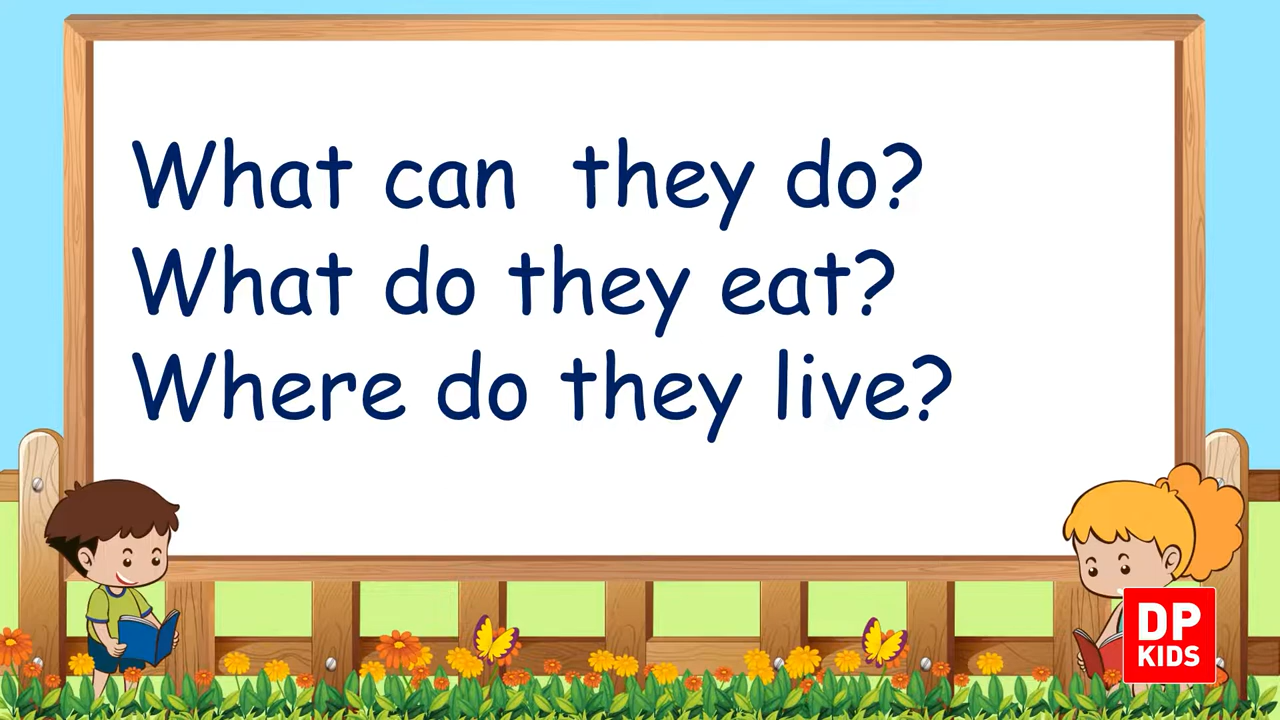 What can  they do?
What do they eat?
Where do they live?
DP
KIDS